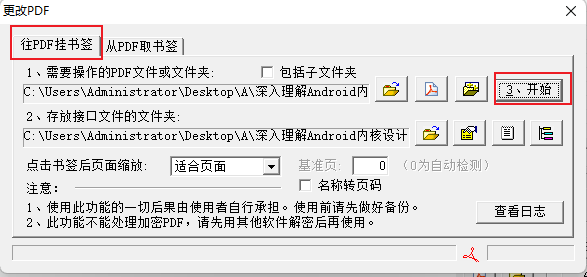 更改PDF
往PDF挂书签 从PDF取书签
1、需要操作的PDF文件或文件夹: 包括子文件夹
C:\Users\Administrator\Desktop\A\深入理解Android内
3、开始
2、存放接口文件的文件夹:
C:\Users\Administrator\Desktop\A\深入理解Android内核设计
点击书签后页面缩放: 适合页面 基准页: 0 (0为自动检测)
注意: 名称转页码
1、使用此功能的一切后果由使用者自行承担。使用前请先做好备份。
2、此功能不能处理加密PDF，请先用其他软件解密后再使用。
查看日志